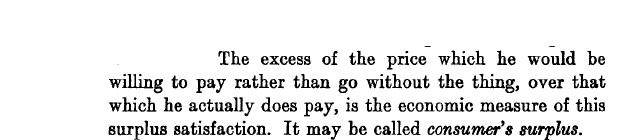 The excess of the price which he would be
willing to pay rather than go without the thing, over that
which he actually does pay, is the economic measure of this
surplus satisfaction. It may be called consumer's surplus.